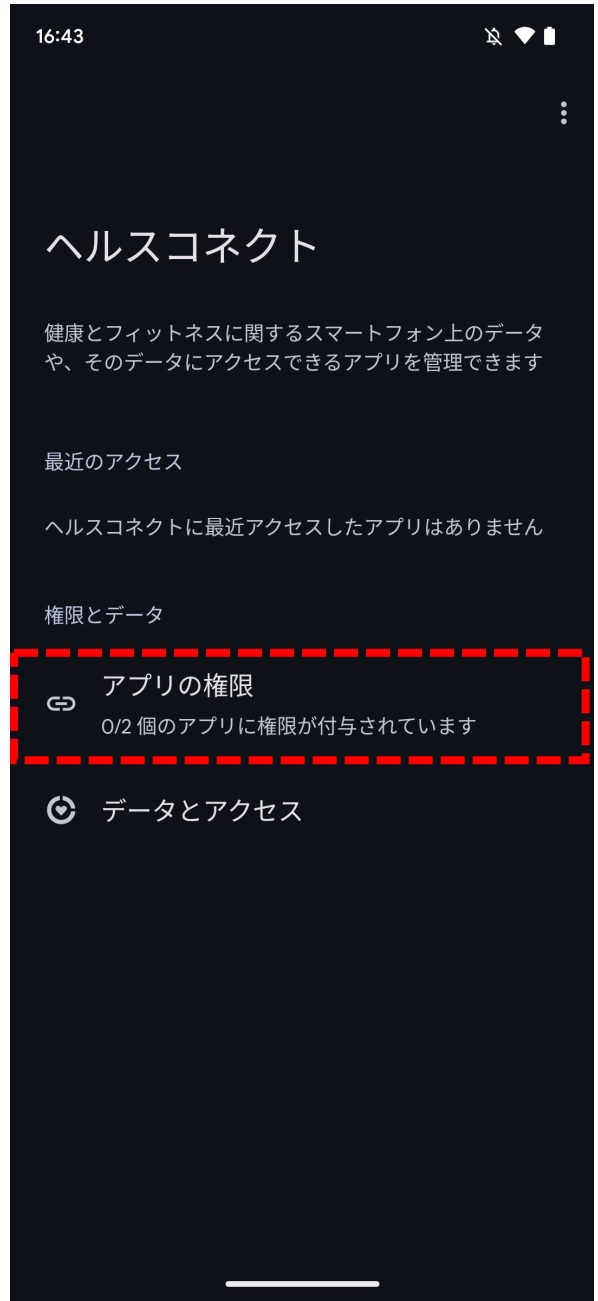 16:43
ヘルスコネクト
健康とフィットネスに関するスマートフォン上のデータ
や、そのデータにアクセスできるアプリを管理できます
最近のアクセス
ヘルスコネクトに最近アクセスしたアプリはありません
権限とデータ
アプリの権限
0/2 個のアプリに権限が付与されています
データとアクセス